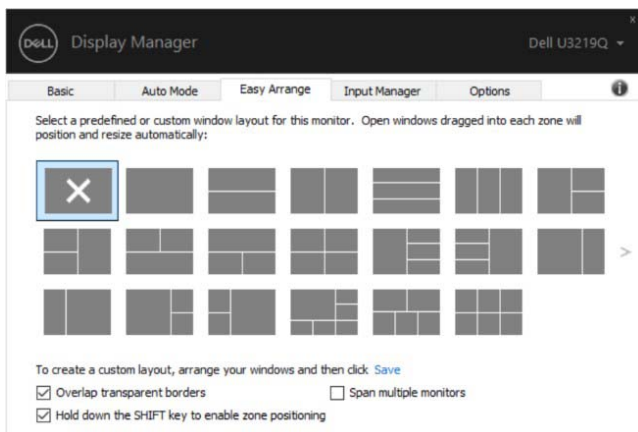 x
DELL Display Manager Dell U3219Q
Basic Auto Mode Easy Arrange Input Manager Options i
Select a predefined or custom window layout for this monitor. Open windows dragged into each zone will
position and resize automatically:
>
To create a custom layout, arrange your windows and then click Save
Overlap transparent borders Span multiple monitors
Hold down the SHIFT key to enable zone positioning